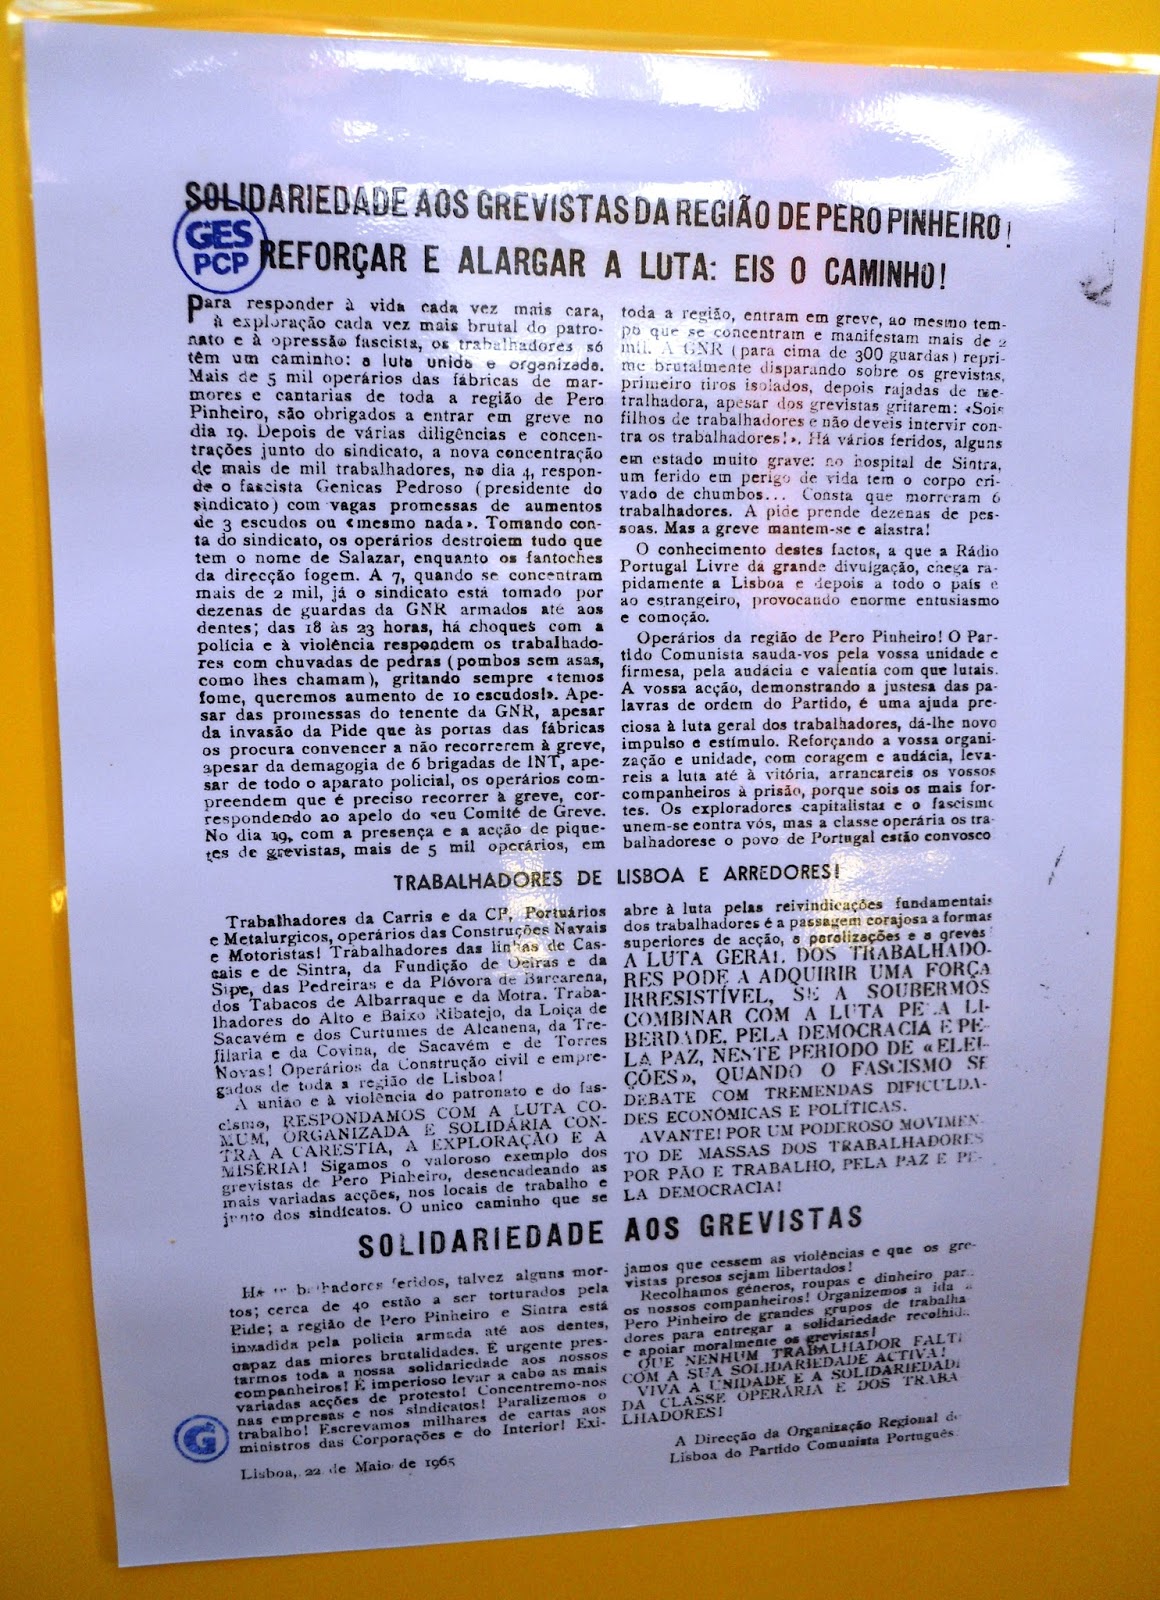 SOLIDARIEDADE AOS GREVISTAS DA REGIÃO DE PERO PINHEIRO!
GES
PCP
REFORÇAR E ALARGAR A LUTA: EIS O CAMINHO!
Para responder à vida cada vez mais cara,
à exploração cada vez mais brutal do patro-
nato e à opressão fascista, os trabalhadores só
têm um caminho: a luta unida e organizada.
Mais de 5 mil operários das fábricas de mar-
mores e cantarias de toda a região de Pero
Pinheiro, são obrigados a entrar em greve no
dia 19. Depois de várias diligências e concen-
trações junto do sindicato, a nova concentração
de mais de mil trabalhadores, no dia 4, respon-
de o fascista Genicas Pedroso (presidente do
sindicato) com vagas promessas de aumentos
de 3 escudos ou «mesmo nada». Tomando con-
ta do sindicato, os operários destroiem tudo que
tem o nome de Salazar, enquanto os fantoches
da direcção fogem. A 7, quando se concentram
mais de 2 mil, já o sindicato está tomado por
dezenas de guardas da GNR armados até aos
dentes; das 18 às 23 horas, há choques com a
polícia e à violência respondem os trabalhado-
res com chuvadas de pedras (pombos sem asas,
como lhes chamam), gritando sempre «temos
fome, queremos aumento de 10 escudos!». Ape-
sar das promessas do tenente da GNR, apesar
da invasão da Pide que às portas das fábricas
os procura convencer a não recorrerem à greve,
apesar da demagogia de 6 brigadas de INT, ape-
sar de todo o aparato policial, os operários com-
preendem que é preciso recorrer à greve, cor-
respondendo ao apelo do seu Comité de Greve.
No dia 19, com a presença e a acção de pique-
tes de grevistas, mais de 5 mil operários, em
toda a região, entram em greve, ao mesmo tem-
po que se concentram e manifestam mais de 2
mil. A GNR (para cima de 300 guardas) repri-
me brutalmente disparando sobre os grevistas,
primeiro tiros isolados, depois rajadas de me-
tralhadora, apesar dos grevistas gritarem: «Sois
filhos de trabalhadores e não deveis intervir con-
tra os trabalhadores!». Há vários feridos, alguns
em estado muito grave: no hospital de Sintra,
um ferido em perigo de vida tem o corpo cri-
vado de chumbos... Consta que morreram 6
trabalhadores. A pide prende dezenas de pes-
soas. Mas a greve mantem-se e alastra!
O conhecimento destes factos, a que a Rádio
Portugal Livre dá grande divulgação, chega ra-
pidamente a Lisboa e depois a todo o país e
ao estrangeiro, provocando enorme entusiasmo
e comoção.
Operários da região de Pero Pinheiro! O Par-
tido Comunista sauda-vos pela vossa unidade e
firmesa, pela audácia e valentia com que lutais.
A vossa acção, demonstrando a justesa das pa-
lavras de ordem do Partido, é uma ajuda pre-
ciosa à luta geral dos trabalhadores, dá-lhe novo
impulso e estímulo. Reforçando a vossa organi-
zação e unidade, com coragem e audácia, leva-
reis a luta até à vitória, arrancareis os vossos
companheiros à prisão, porque sois os mais for-
tes. Os exploradores capitalistas e o fascismo
unem-se contra vós, mas a classe operária os tra-
balhadorese o povo de Portugal estão convosco
TRABALHADORES DE LISBOA E ARREDORES!
Trabalhadores da Carris e da CP, Portuários
e Metalurgicos, operários das Construções Navais
e Motoristas! Trabalhadores das linhas de Cas-
cais e de Sintra, da Fundição de Oeiras e da
Sipe, das Pedreiras e da Pólvora de Barcarena,
dos Tabacos de Albarraque e da Motra. Traba-
lhadores do Alto e Baixo Ribatejo, da Loiça de
Sacavém e dos Curtumes de Alcanena, da Tre-
filaria e da Covina, de Sacavém e de Torres
Novas! Operários da Construção civil e empre-
gados de toda a região de Lisboa!
A união e à violência do patronato e do fas-
cismo, RESPONDAMOS COM A LUTA CO-
MUM, ORGANIZADA E SOLIDÁRIA CON-
TRA A CARESTIA, A EXPLORAÇÃO E A
MISÉRIA! Sigamos o valoroso exemplo dos
grevistas de Pero Pinheiro, desencadeando as
mais variadas acções, nos locais de trabalho e
junto dos sindicatos. O unico caminho que se
abre à luta pelas reivindicações fundamentais
dos trabalhadores é a passagem corajosa a formas
superiores de acção, a paralizações e a greves
A LUTA GERAL DOS TRABALHADO-
RES PODE A ADQUIRIR UMA FORÇA
IRRESISTÍVEL, SE A SOUBERMOS
COMBINAR COM A LUTA PELA LI-
BERDADE, PELA DEMOCRACIA E PE-
LA PAZ, NESTE PERIODO DE «ELEI-
ÇÕES», QUANDO O FASCISMO SE
DEBATE COM TREMENDAS DIFICULDA-
DES ECONÓMICAS E POLÍTICAS.
AVANTE! POR UM PODEROSO MOVIMEN-
TO DE MASSAS DOS TRABALHADORES
POR PÃO E TRABALHO, PELA PAZ E PE-
LA DEMOCRACIA!
SOLIDARIEDADE AOS GREVISTAS
feridos, talvez alguns mor-
tos; cerca de 40 estão a ser torturados pela
Pide; a região de Pero Pinheiro e Sintra está
invadida pela policia armada até aos dentes,
capaz das miores brutalidades. É urgente pres-
tarmos toda a nossa solidariedade aos nossos
companheiros! É imperioso levar a cabo as mais
variadas acções de protesto! Concentremo-nos
nas empresas e nos sindicatos! Paralizemos o
trabalho! Escrevamos milhares de cartas aos
ministros das Corporações e do Interior! Exi-
jamos que cessem as violências e que os gre-
vistas presos sejam libertados!
Recolhamos géneros, roupas e dinheiro par
os nossos companheiros! Organizemos a ida a
Pero Pinheiro de grandes grupos de trabalha
dores para entregar a solidariedade recolhid
e apoiar moralmente os grevistas!
QUE NENHUM TRABALHADOR FALTE
COM A SUA SOLIDARIEDADE ACTIVA!
VIVA A UNIDADE E A SOLIDARIEDADE
DA CLASSE OPERÁRIA E DOS TRABA-
LHADORES!
G
Lisboa, 22 de Maio de 1965
A Direcção da Organização Regional de
Lisboa do Partido Comunista Português